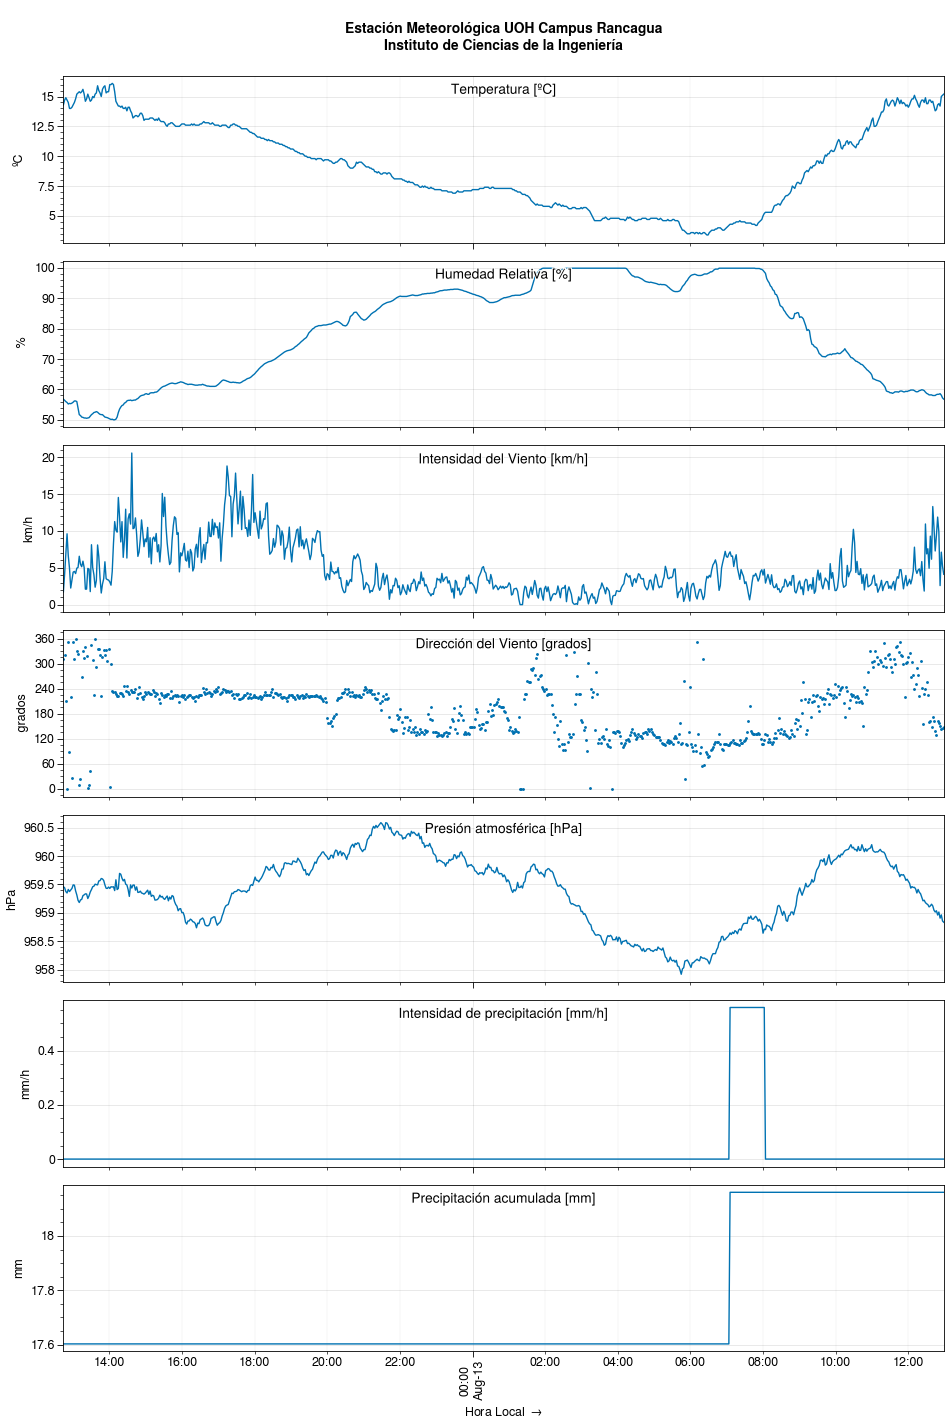 Estación Meteorológica UOH Campus Rancagua
Instituto de Ciencias de la Ingeniería
Temperatura [ºC]
15
12.5
10
7.5
5
ºC
Humedad Relativa [%]
100
90
80
70
60
50
%
Intensidad del Viento [km/h]
20
15
10
5
0
km/h
Dirección del Viento [grados]
360
300
240
180
120
60
0
grados
Presión atmosférica [hPa]
960.5
960
959.5
959
958.5
958
hPa
Intensidad de precipitación [mm/h]
0.4
0.2
0
mm/h
Precipitación acumulada [mm]
18
17.8
17.6
mm
14:00 16:00 18:00 20:00 22:00 00:00 02:00 04:00 06:00 08:00 10:00 12:00
Aug-13
Hora Local →